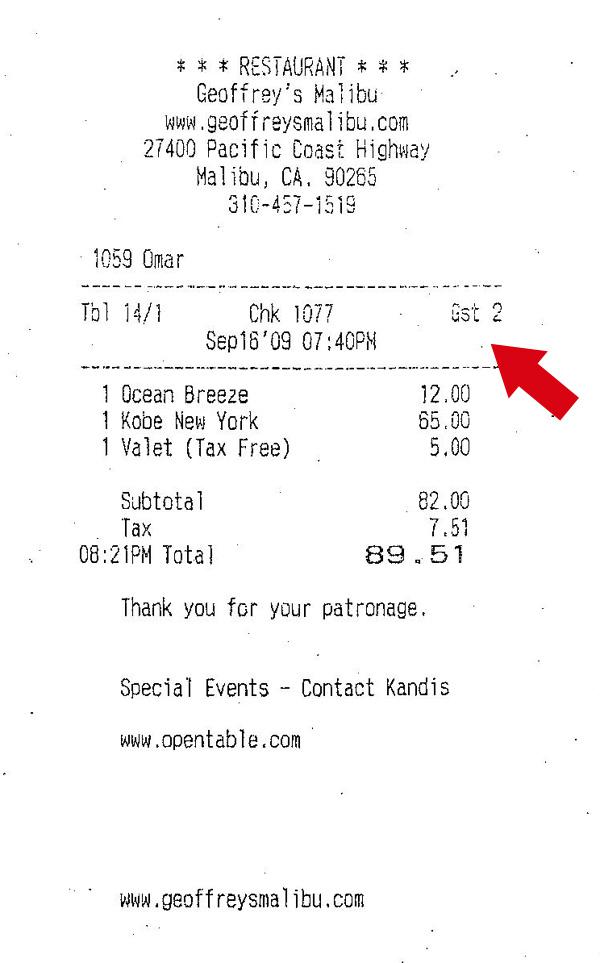 * * * RESTAURANT * * *
Geoffrey's Malibu
www.geoffreysmalibu.com
27400 Pacific Coast Highway
Malibu, CA. 90265
310-457-1519
1059 Omar
Tbl 14/1 Chk 1077 Gst 2
Sep16'09 07:40PM
1 Ocean Breeze 12.00
1 Kobe New York 65.00
1 Valet (Tax Free) 5.00
Subtotal 82.00
Tax 7.51
08:21PM Total 89.51
Thank you for your patronage.
Special Events - Contact Kandis
www.opentable.com
www.geoffreysmalibu.com